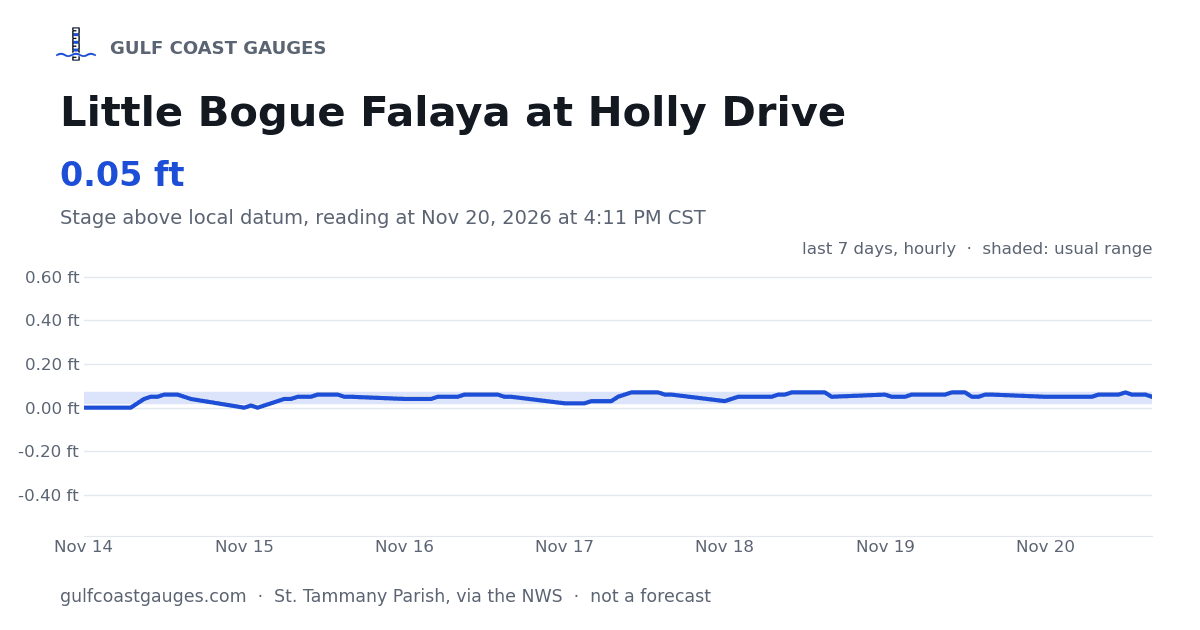 GULF COAST GAUGES
Little Bogue Falaya at Holly Drive
0.05 ft
Stage above local datum, reading at Nov 20, 2026 at 4:11 PM CST
last 7 days, hourly · shaded: usual range
0.60 ft
0.40 ft
0.20 ft
0.00 ft
-0.20 ft
-0.40 ft
Nov 14 Nov 15 Nov 16 Nov 17 Nov 18 Nov 19 Nov 20
gulfcoastgauges.com · St. Tammany Parish, via the NWS · not a forecast